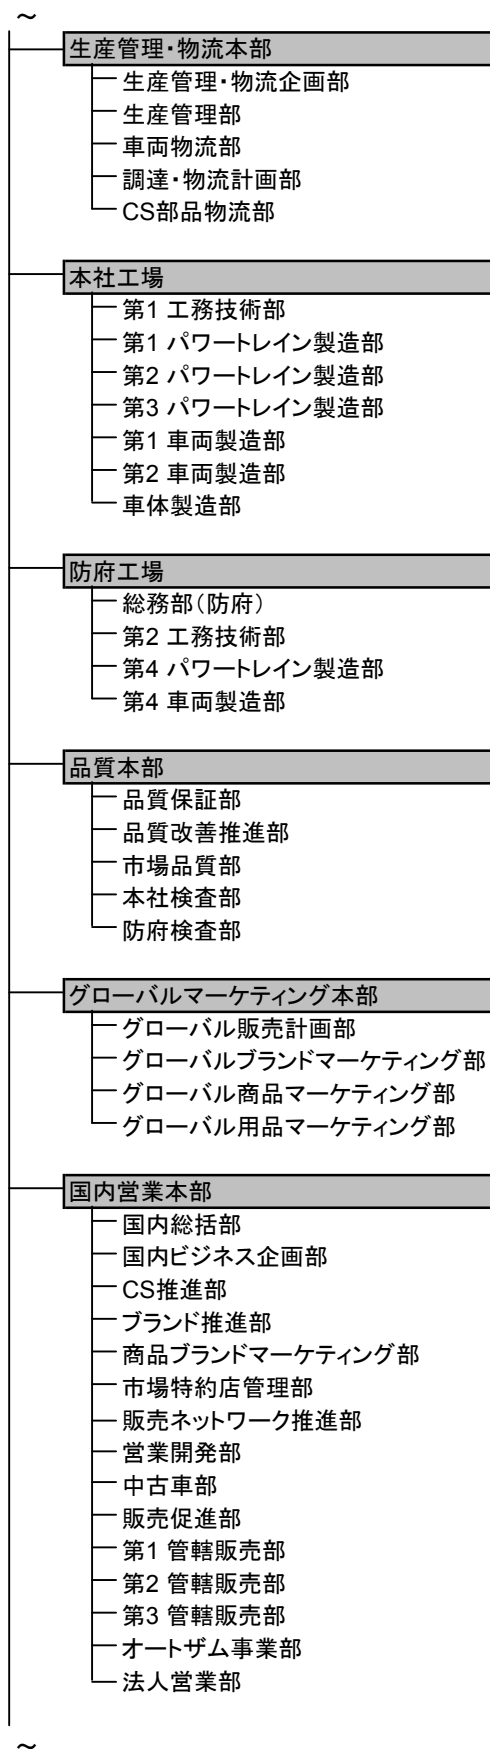 ~
生産管理・物流本部
生産管理・物流企画部
生産管理部
車両物流部
調達・物流計画部
CS部品物流部
本社工場
第1 工務技術部
第1 パワートレイン製造部
第2 パワートレイン製造部
第3 パワートレイン製造部
第1 車両製造部
第2 車両製造部
車体製造部
防府工場
総務部(防府)
第2 工務技術部
第4 パワートレイン製造部
第4 車両製造部
品質本部
品質保証部
品質改善推進部
市場品質部
本社検査部
防府検査部
グローバルマーケティング本部
グローバル販売計画部
グローバルブランドマーケティング部
グローバル商品マーケティング部
グローバル用品マーケティング部
国内営業本部
国内総括部
国内ビジネス企画部
CS推進部
ブランド推進部
商品ブランドマーケティング部
市場特約店管理部
販売ネットワーク推進部
営業開発部
中古車部
販売促進部
第1 管轄販売部
第2 管轄販売部
第3 管轄販売部
オートザム事業部
法人営業部
~